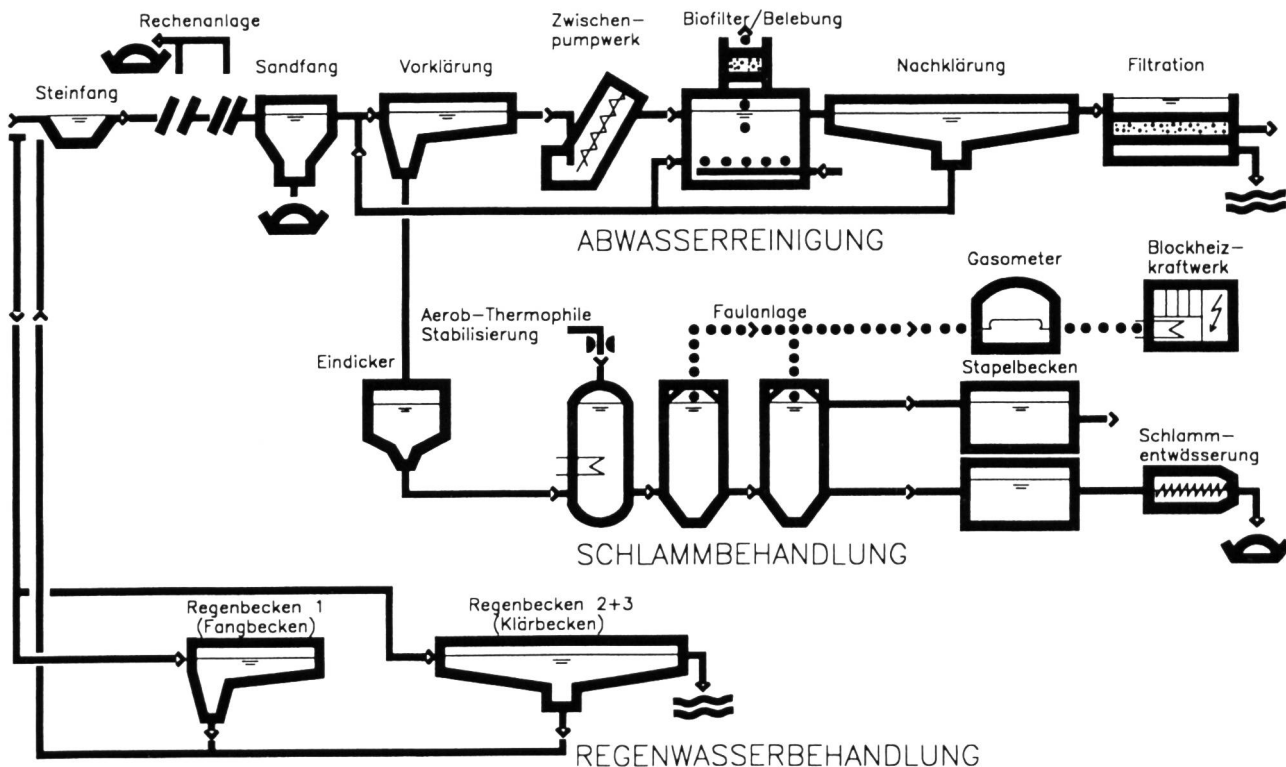 Rechenanlage
Steinfang
Sandfang
Vorklärung
Zwischen-
pumpwerk
Biofilter/Belebung
Nachklärung
Filtration
ABWASSERREINIGUNG
Gasometer
Blockheiz-
kraftwerk
Aerob-Thermophile
Stabilisierung
Faulanlage
Eindicker
Stapelbecken
Schlamm-
entwässerung
SCHLAMMBEHANDLUNG
Regenbecken 1
(Fangbecken)
Regenbecken 2+3
(Klärbecken)
REGENWASSERBEHANDLUNG